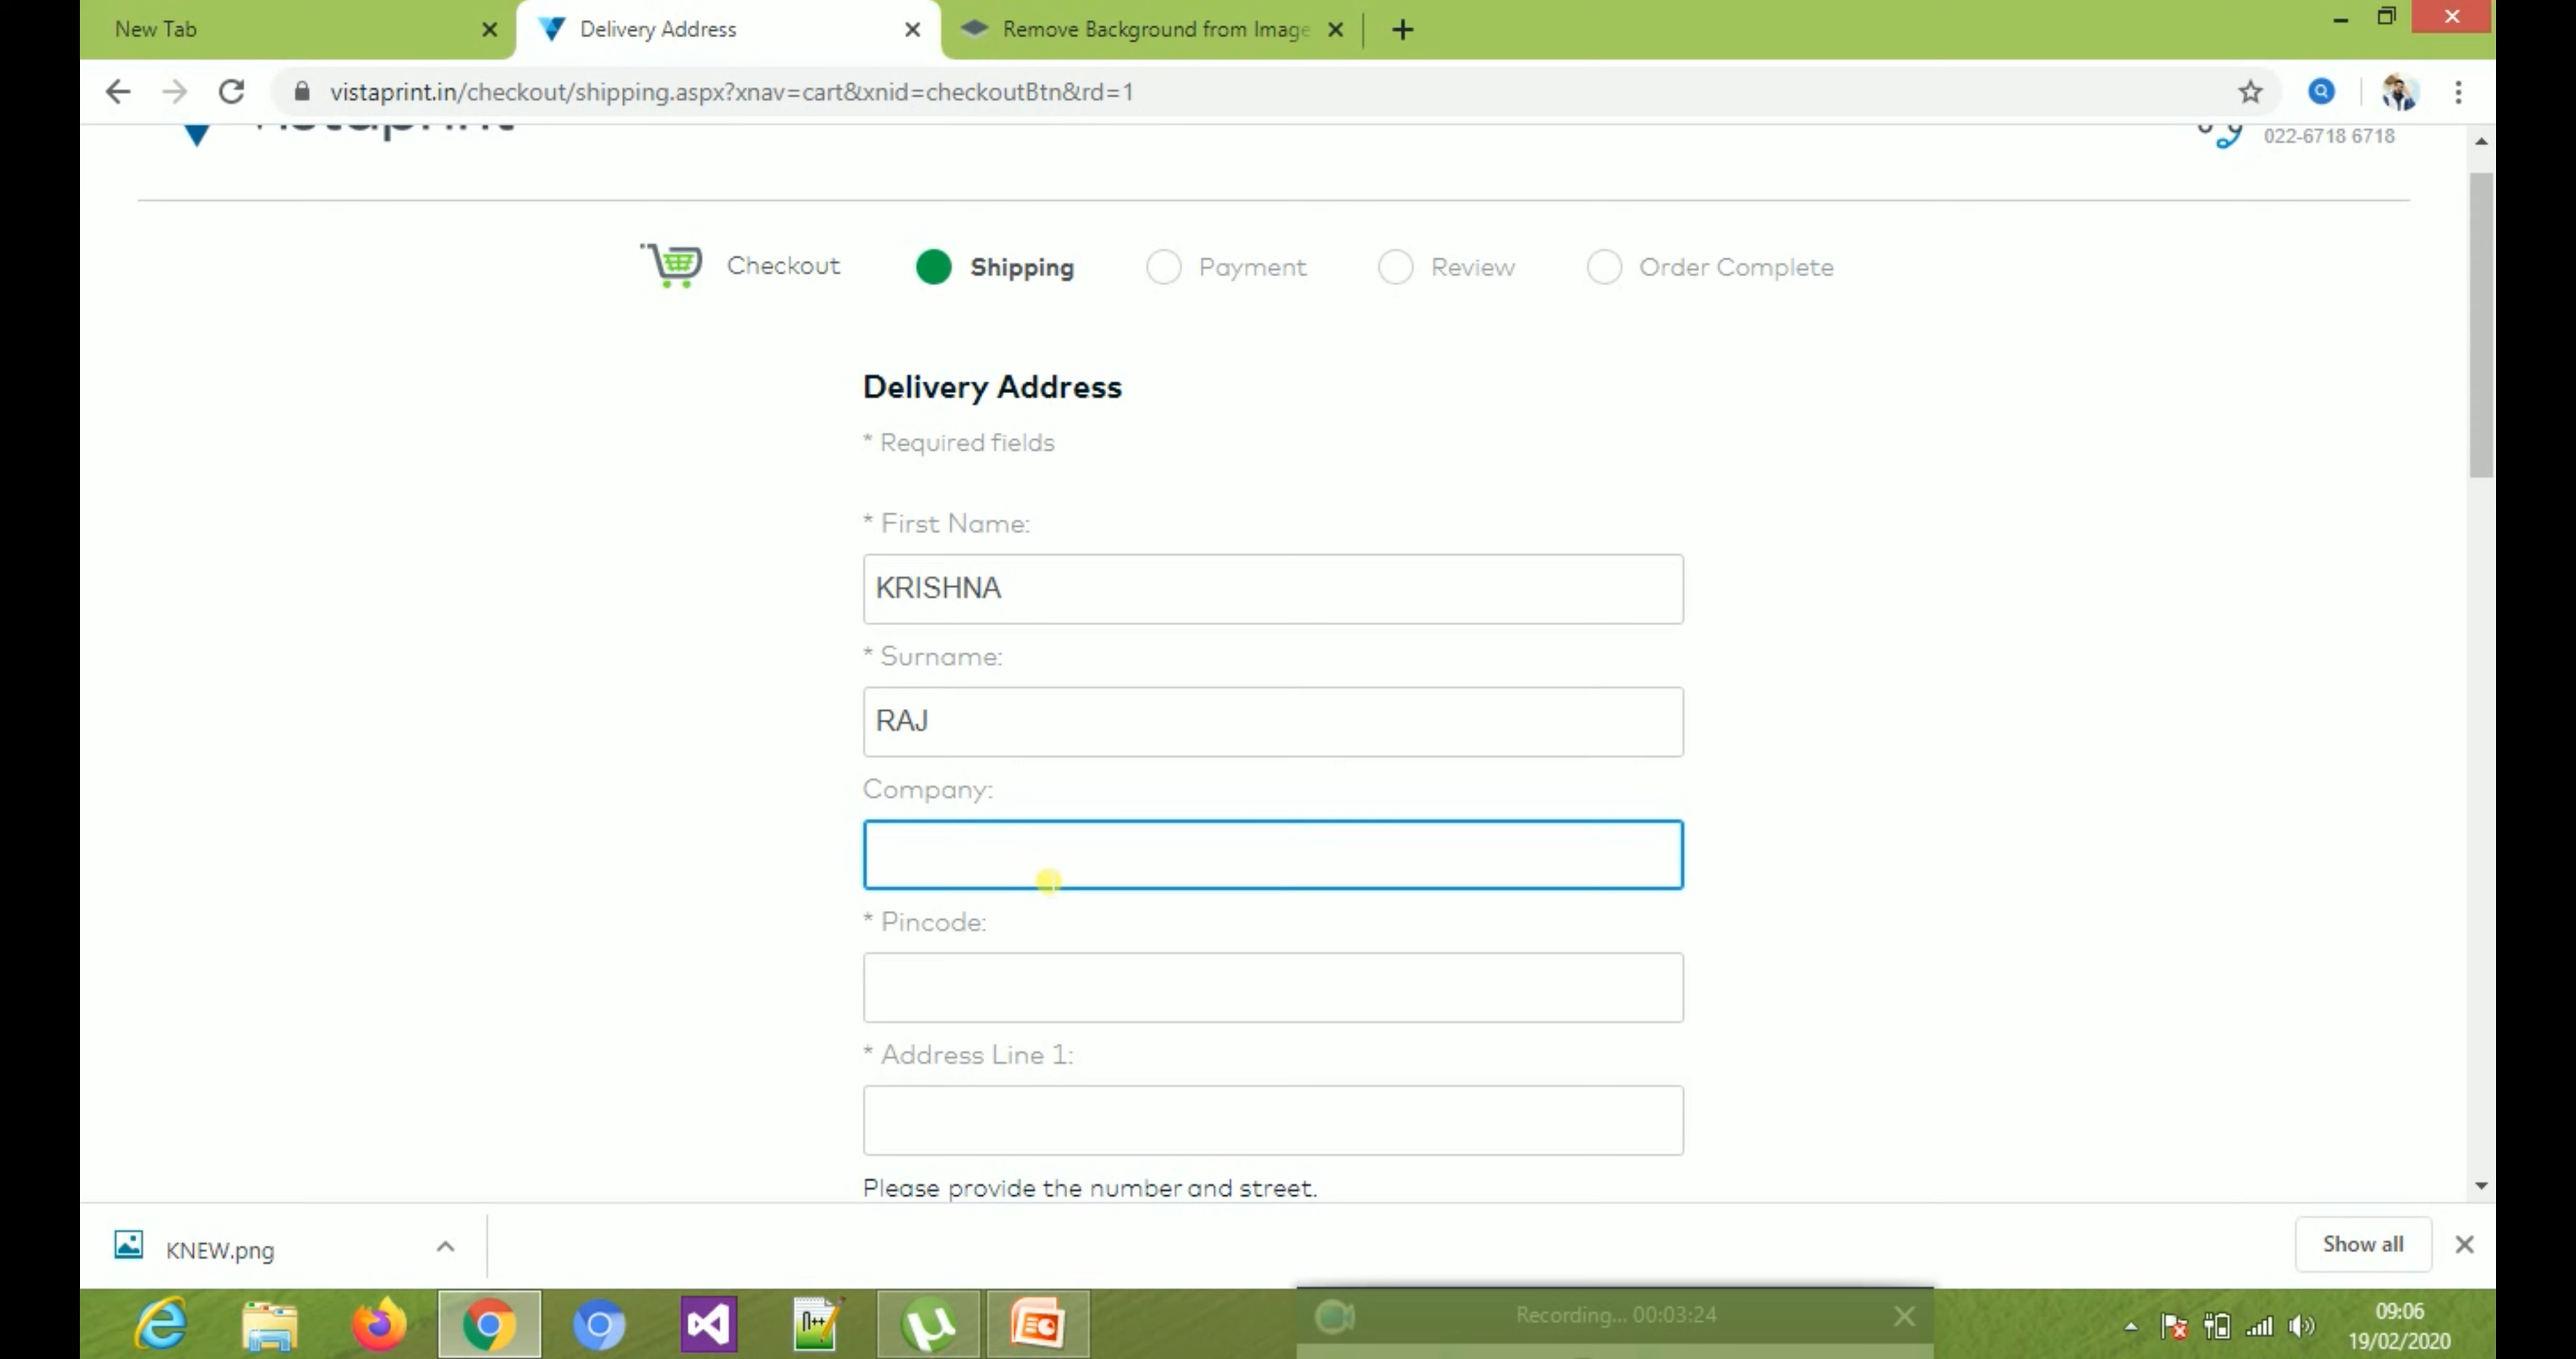 New Tab
Delivery Address
Remove Background from Image
vistaprint.in/checkout/shipping.aspx?xnav=cart&xnid=checkoutBtn&rd=1
vistaprint
022-6718 6718
Checkout
Shipping
Payment
Review
Order Complete
Delivery Address
* Required fields
* First Name:
KRISHNA
* Surname:
RAJ
Company:
* Pincode:
* Address Line 1:
Please provide the number and street.
KNEW.png
Show all
Recording... 00:03:24
09:06
19/02/2020